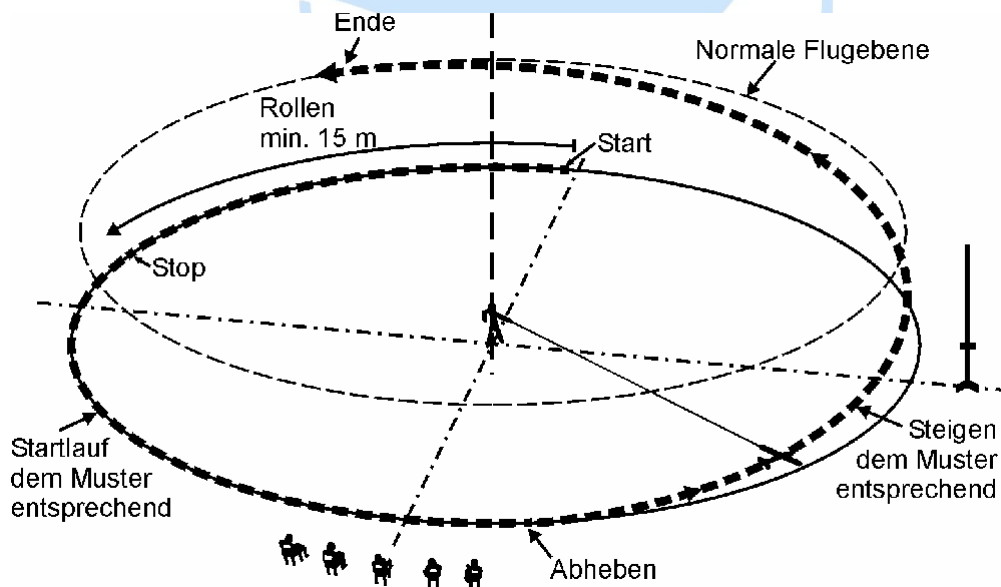 Ende
Normale Flugebene
Rollen
min. 15 m
Start
Stop
Startlauf
dem Muster
entsprechend
Steigen
dem Muster
entsprechend
Abheben